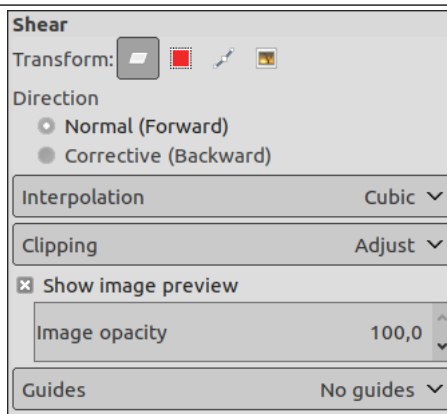 Shear
Transform:
Direction
Normal (Forward)
Corrective (Backward)
Interpolation Cubic
Clipping Adjust
Show image preview
Image opacity 100,0
Guides No guides